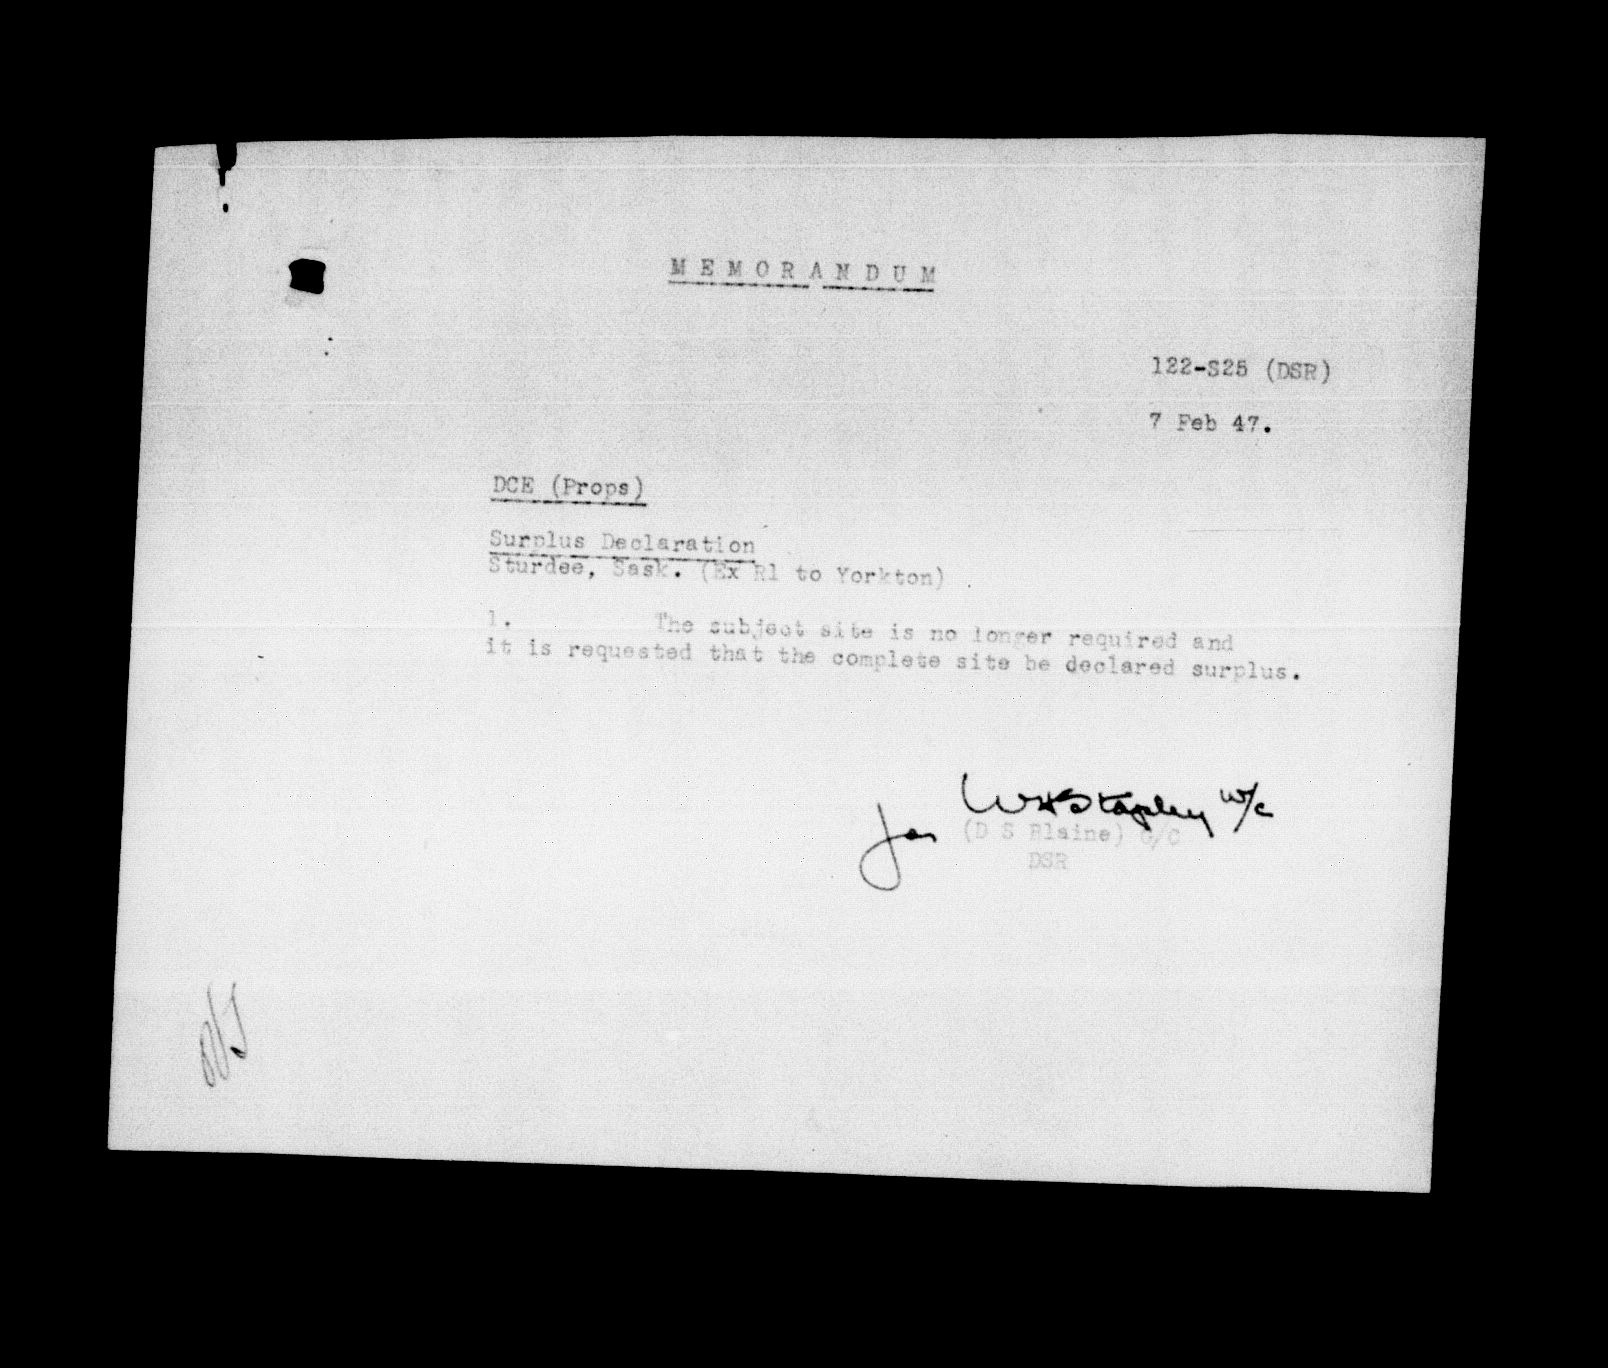 MEMORANDUM
122-S25 (DSR)
7 Feb 47.
DCE (Props)
Surplus Declaration
Sturdee, Sask. (Ex R1 to Yorkton)
1. The subject site is no longer required and
it is requested that the complete site be declared surplus.
for WHStapley W/C
(D S Blaine) G/C
DSR